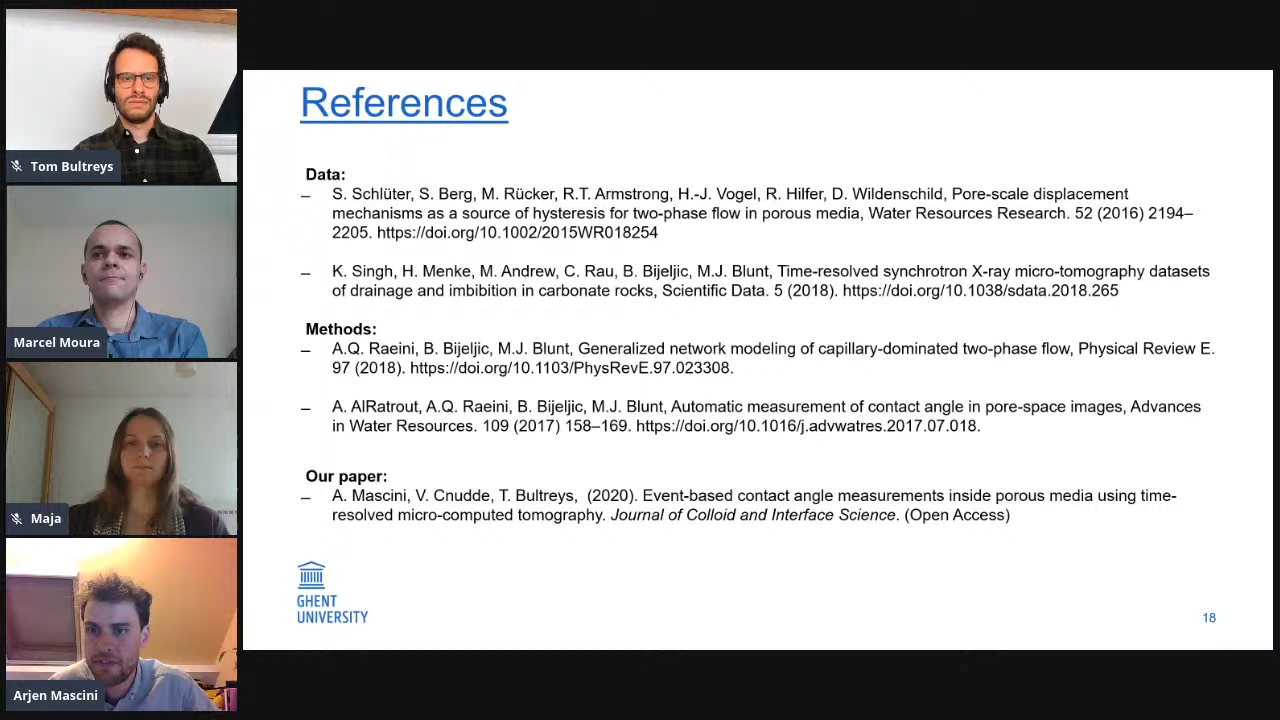 Tom Bultreys
Marcel Moura
Maja
Arjen Mascini
References
Data:
– S. Schlüter, S. Berg, M. Rücker, R.T. Armstrong, H.-J. Vogel, R. Hilfer, D. Wildenschild, Pore-scale displacement
mechanisms as a source of hysteresis for two-phase flow in porous media, Water Resources Research. 52 (2016) 2194–
2205. https://doi.org/10.1002/2015WR018254
– K. Singh, H. Menke, M. Andrew, C. Rau, B. Bijeljic, M.J. Blunt, Time-resolved synchrotron X-ray micro-tomography datasets
of drainage and imbibition in carbonate rocks, Scientific Data. 5 (2018). https://doi.org/10.1038/sdata.2018.265
Methods:
– A.Q. Raeini, B. Bijeljic, M.J. Blunt, Generalized network modeling of capillary-dominated two-phase flow, Physical Review E.
97 (2018). https://doi.org/10.1103/PhysRevE.97.023308.
– A. AlRatrout, A.Q. Raeini, B. Bijeljic, M.J. Blunt, Automatic measurement of contact angle in pore-space images, Advances
in Water Resources. 109 (2017) 158–169. https://doi.org/10.1016/j.advwatres.2017.07.018.
Our paper:
– A. Mascini, V. Cnudde, T. Bultreys, (2020). Event-based contact angle measurements inside porous media using time-
resolved micro-computed tomography. Journal of Colloid and Interface Science. (Open Access)
GHENT
UNIVERSITY
18